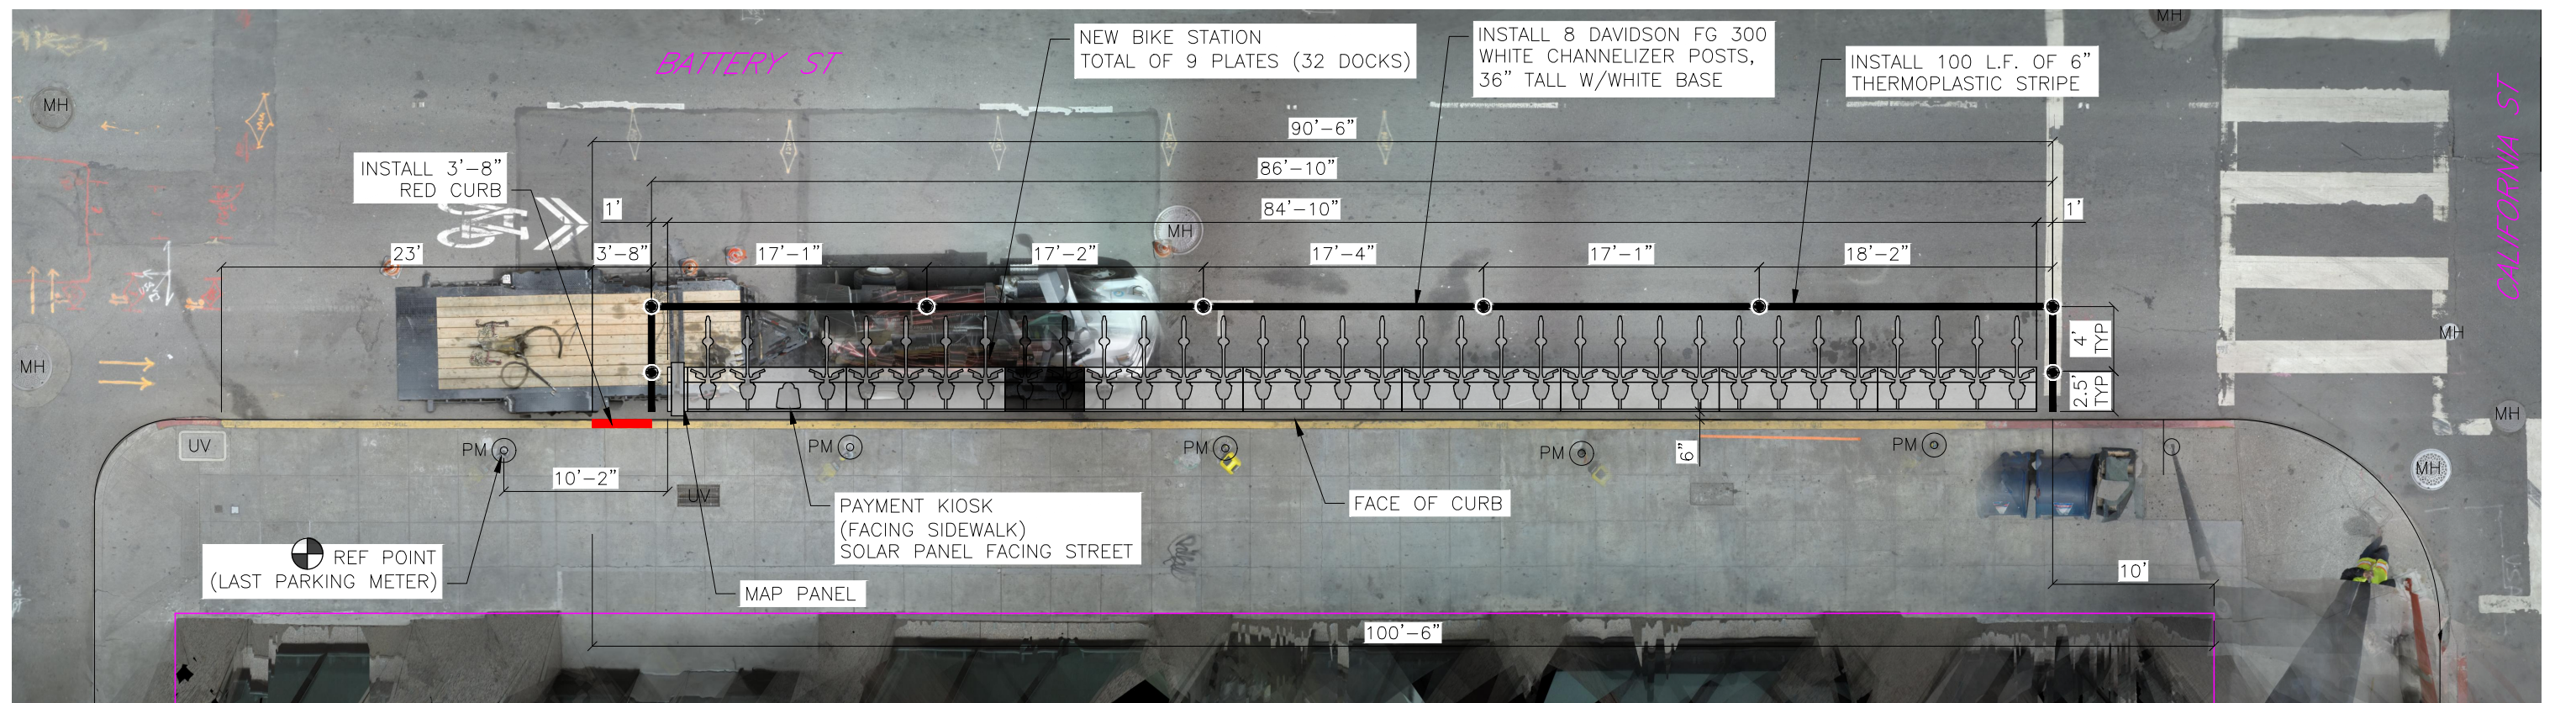 MH
BATTERY ST
NEW BIKE STATION
TOTAL OF 9 PLATES (32 DOCKS)
INSTALL 8 DAVIDSON FG 300
WHITE CHANNELIZER POSTS,
36” TALL W/WHITE BASE
INSTALL 100 L.F. OF 6”
THERMOPLASTIC STRIPE
CALIFORNIA ST
MH
90’-6”
INSTALL 3’-8”
RED CURB
86’-10”
1’
84’-10”
1’
MH
23’
3’-8”
17’-1”
17’-2”
17’-4”
17’-1”
18’-2”
MH
4’
TYP
MH
2.5’
TYP
MH
UV
PM
PM
PM
PM
6”
PM
MH
10’-2”
UV
PAYMENT KIOSK
(FACING SIDEWALK)
SOLAR PANEL FACING STREET
FACE OF CURB
REF POINT
(LAST PARKING METER)
MAP PANEL
10’
100’-6”